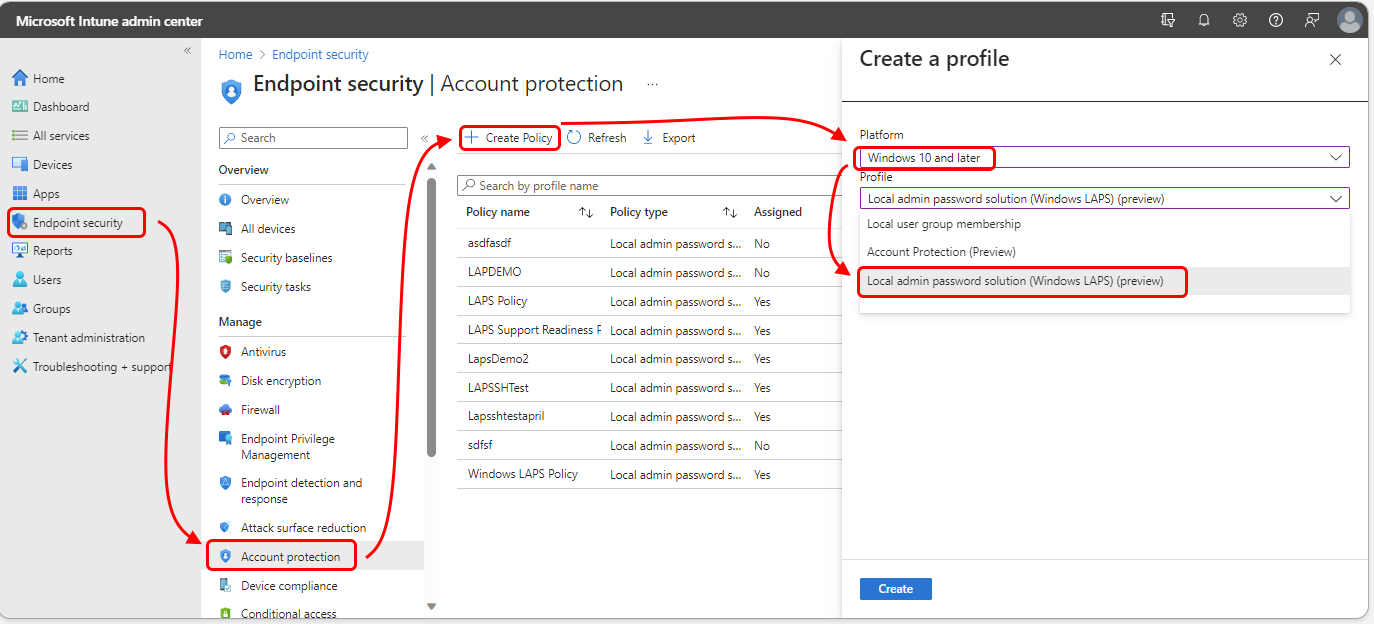 Microsoft Intune admin center
Home
Dashboard
All services
Devices
Apps
Endpoint security
Reports
Users
Groups
Tenant administration
Troubleshooting + support
Home > Endpoint security
Endpoint security | Account protection ...
Search
Overview
Overview
All devices
Security baselines
Security tasks
Manage
Antivirus
Disk encryption
Firewall
Endpoint Privilege
Management
Endpoint detection and
response
Attack surface reduction
Account protection
Device compliance
Conditional access
Create Policy Refresh Export
Search by profile name
Policy name Policy type Assigned
asdfasdf Local admin password s... No
LAPDEMO Local admin password s... No
LAPS Policy Local admin password s... Yes
LAPS Support Readiness F Local admin password s... Yes
LapsDemo2 Local admin password s... Yes
LAPSSHTest Local admin password s... Yes
Lapsshtestapril Local admin password s... Yes
sdfsf Local admin password s... No
Windows LAPS Policy Local admin password s... Yes
Create a profile
Platform
Windows 10 and later
Profile
Local admin password solution (Windows LAPS) (preview)
Local user group membership
Account Protection (Preview)
Local admin password solution (Windows LAPS) (preview)
Create